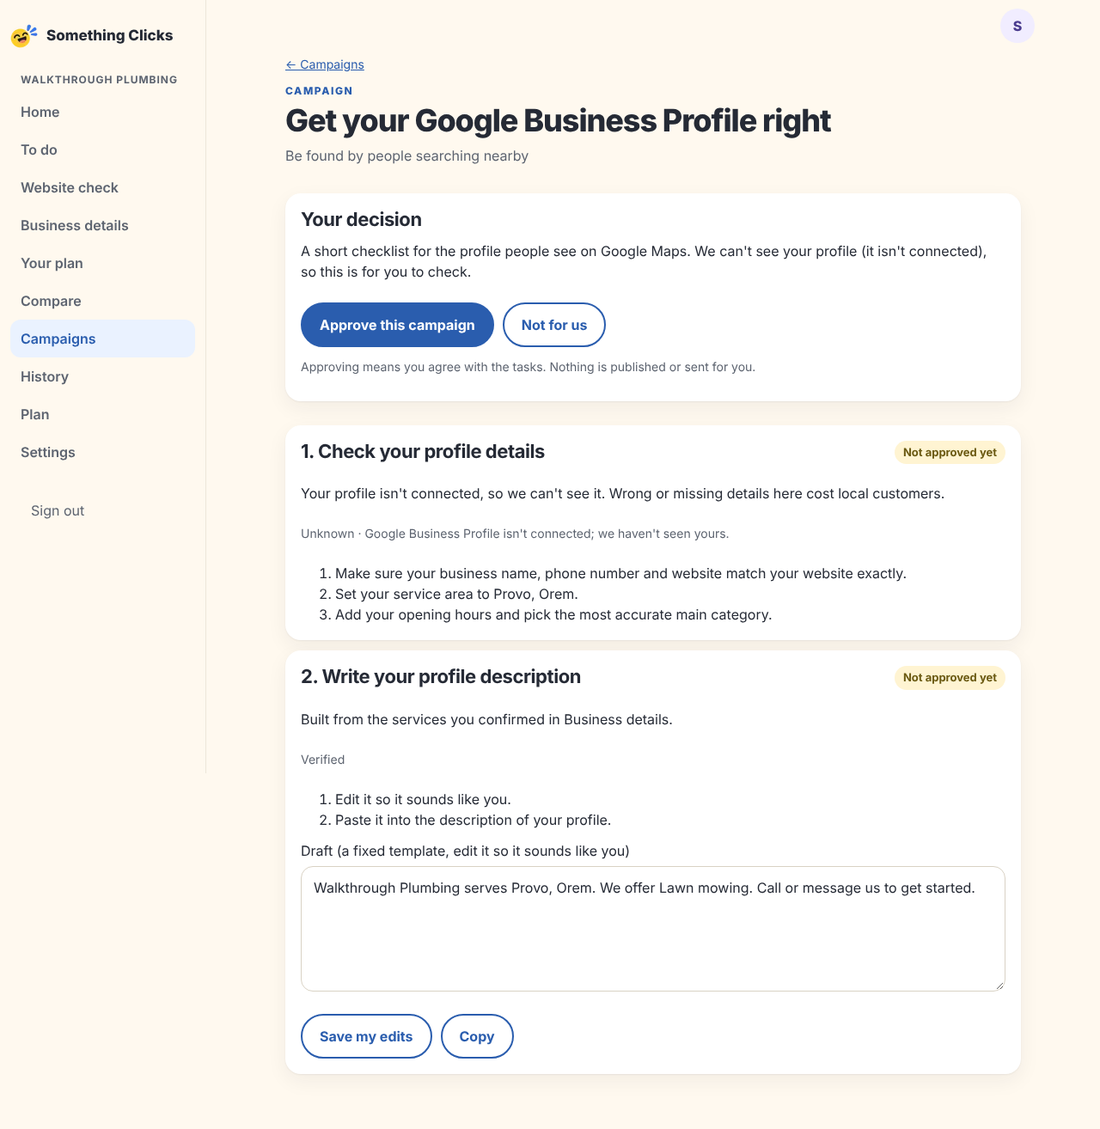 Something Clicks
S
WALKTHROUGH PLUMBING
Home
To do
Website check
Business details
Your plan
Compare
Campaigns
History
Plan
Settings
Sign out
← Campaigns
CAMPAIGN
Get your Google Business Profile right
Be found by people searching nearby
Your decision
A short checklist for the profile people see on Google Maps. We can't see your profile (it isn't connected),
so this is for you to check.
Approve this campaign
Not for us
Approving means you agree with the tasks. Nothing is published or sent for you.
1. Check your profile details
Not approved yet
Your profile isn't connected, so we can't see it. Wrong or missing details here cost local customers.
Unknown · Google Business Profile isn't connected; we haven't seen yours.
1. Make sure your business name, phone number and website match your website exactly.
2. Set your service area to Provo, Orem.
3. Add your opening hours and pick the most accurate main category.
2. Write your profile description
Not approved yet
Built from the services you confirmed in Business details.
Verified
1. Edit it so it sounds like you.
2. Paste it into the description of your profile.
Draft (a fixed template, edit it so it sounds like you)
Walkthrough Plumbing serves Provo, Orem. We offer Lawn mowing. Call or message us to get started.
Save my edits
Copy